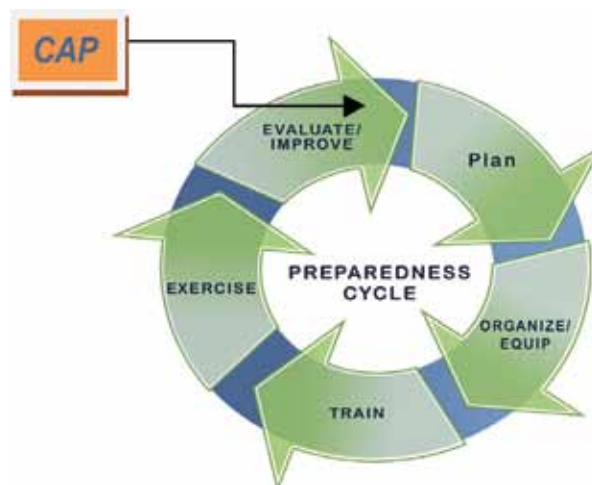 CAP
EVALUATE/
IMPROVE
Plan
PREPAREDNESS
CYCLE
EXERCISE
ORGANIZE/
EQUIP
TRAIN